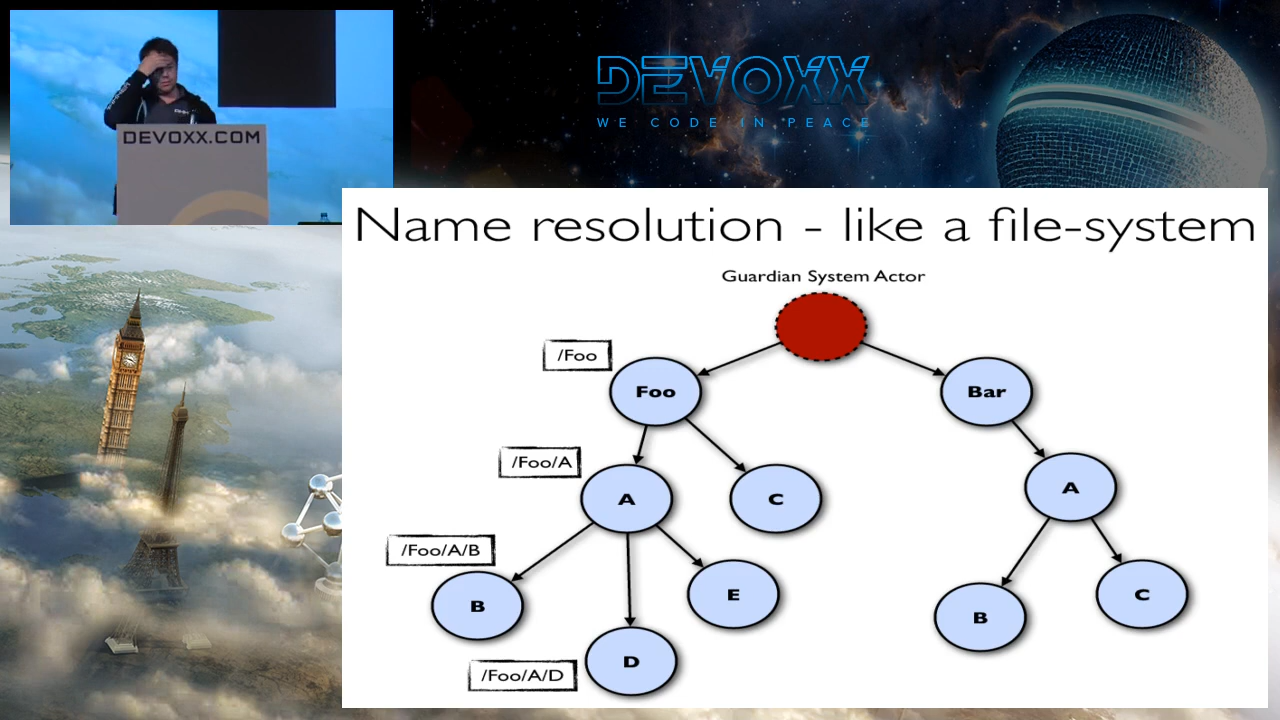 DEVOXX
WE CODE IN PEACE
DEVOXX.COM
Name resolution - like a file-system
Guardian System Actor
/Foo
Foo
Bar
/Foo/A
A
C
A
/Foo/A/B
B
E
C
B
D
/Foo/A/D